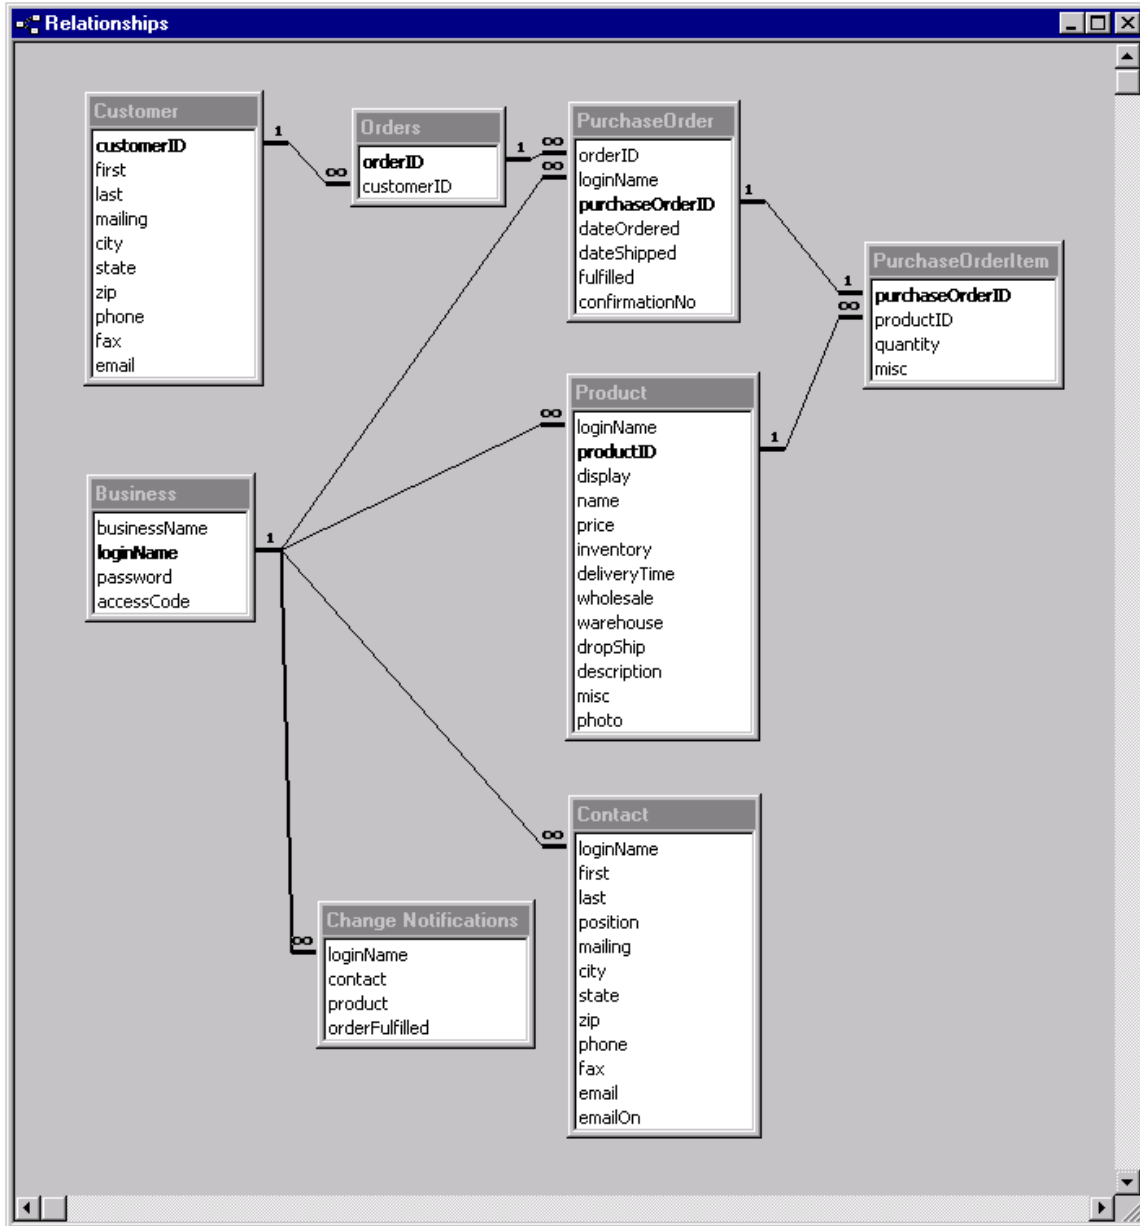 Relationships
Customer
customerID
first
last
mailing
city
state
zip
phone
fax
email
1
∞
Orders
orderID
customerID
1
∞
∞
PurchaseOrder
orderID
loginName
purchaseOrderID
dateOrdered
dateShipped
fulfilled
confirmationNo
1
1
∞
PurchaseOrderItem
purchaseOrderID
productID
quantity
misc
Business
businessName
loginName
password
accessCode
1
∞
Product
loginName
productID
display
name
price
inventory
deliveryTime
wholesale
warehouse
dropShip
description
misc
photo
1
∞
Change Notifications
loginName
contact
product
orderFulfilled
∞
Contact
loginName
first
last
position
mailing
city
state
zip
phone
fax
email
emailOn